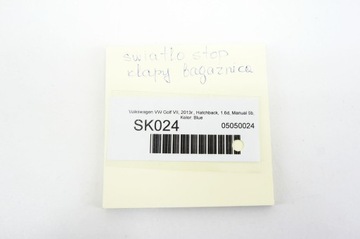 swiatlo stop
klapy bagaznica
Volkswagen VW Golf VII, 2013r., Hatchback, 1.6d, Manual 5b.
Kolor: Blue
SK024 05050024